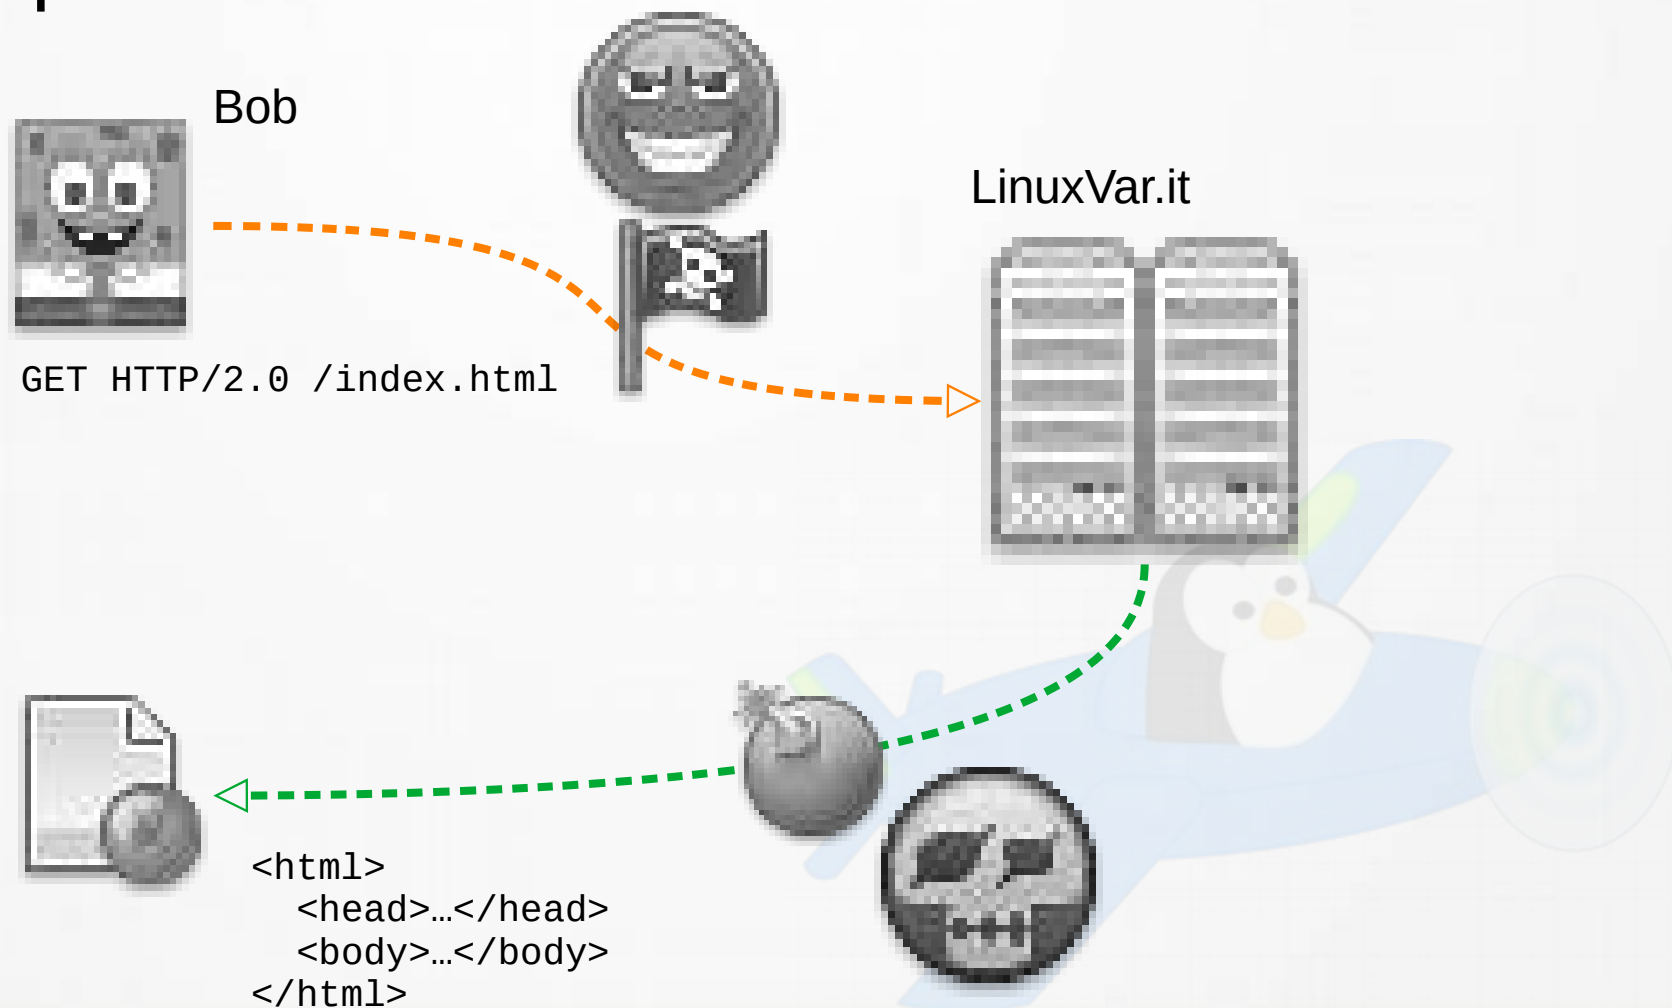 Bob
LinuxVar.it
GET HTTP/2.0 /index.html
<html>
<head>…</head>
<body>…</body>
</html>